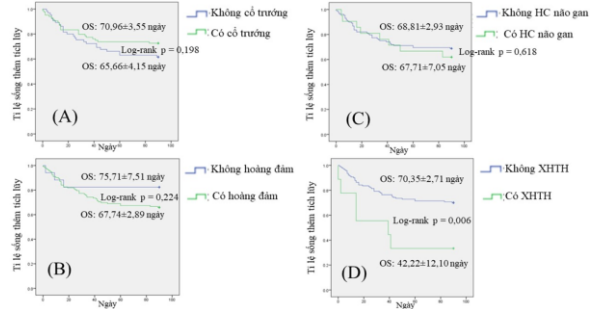 OS: 70,96±3,55 ngày
Log-rank p = 0,198
OS: 65,66±4,15 ngày
Không cổ trướng
Có cổ trướng
Tỉ lệ sống thêm tích lũy
(A)
Ngày
OS: 68,81±2,93 ngày
Log-rank p = 0,618
OS: 67,71±7,05 ngày
Không HC não gan
Có HC não gan
Tỉ lệ sống thêm tích lũy
(C)
Ngày
OS: 75,71±7,51 ngày
Log-rank p = 0,224
OS: 67,74±2,89 ngày
Không hoàng đảm
Có hoàng đảm
Tỉ lệ sống thêm tích lũy
(B)
Ngày
OS: 70,35±2,71 ngày
Log-rank p = 0,006
OS: 42,22±12,10 ngày
Không XHTH
Có XHTH
Tỉ lệ sống thêm tích lũy
(D)
Ngày